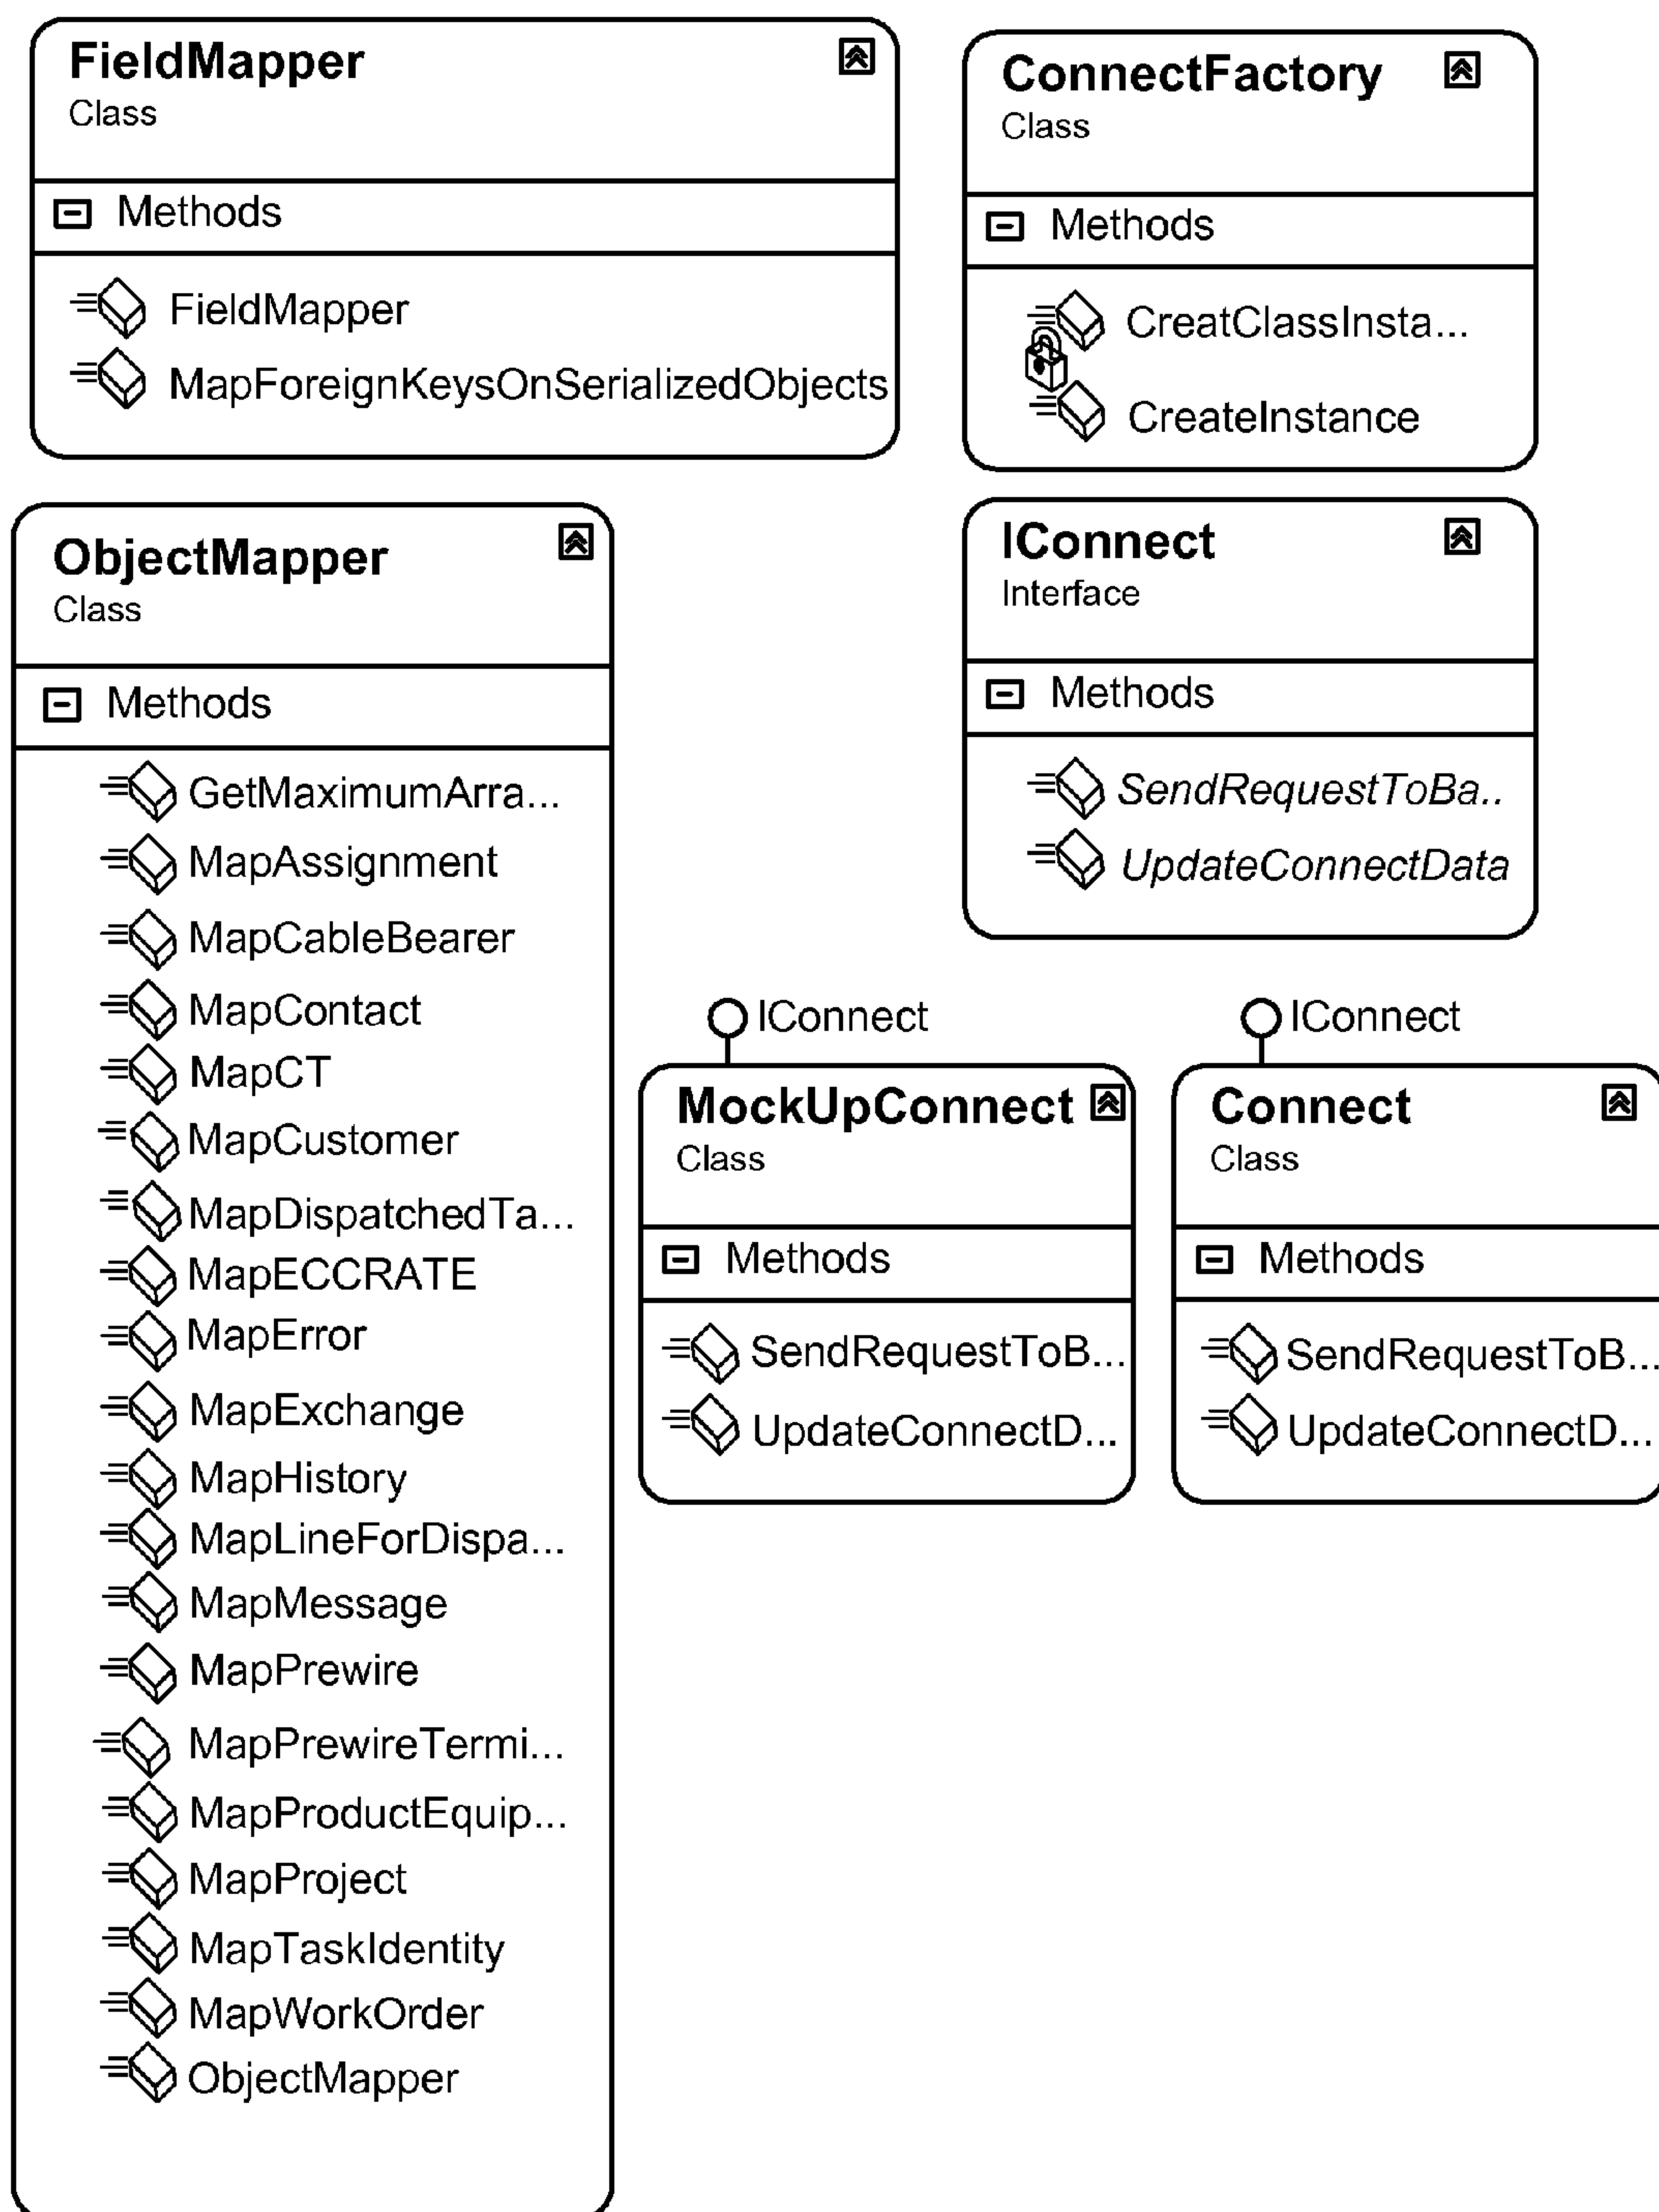 FieldMapper
Class
Methods
FieldMapper
MapForeignKeysOnSerializedObjects
ConnectFactory
Class
Methods
CreatClassInsta...
CreateInstance
ObjectMapper
Class
Methods
GetMaximumArra...
MapAssignment
MapCableBearer
MapContact
MapCT
MapCustomer
MapDispatchedTa...
MapECCRATE
MapError
MapExchange
MapHistory
MapLineForDispa...
MapMessage
MapPrewire
MapPrewireTermi...
MapProductEquip...
MapProject
MapTaskIdentity
MapWorkOrder
ObjectMapper
IConnect
Interface
Methods
SendRequestToBa..
UpdateConnectData
IConnect
MockUpConnect
Class
Methods
SendRequestToB...
UpdateConnectD...
IConnect
Connect
Class
Methods
SendRequestToB...
UpdateConnectD...